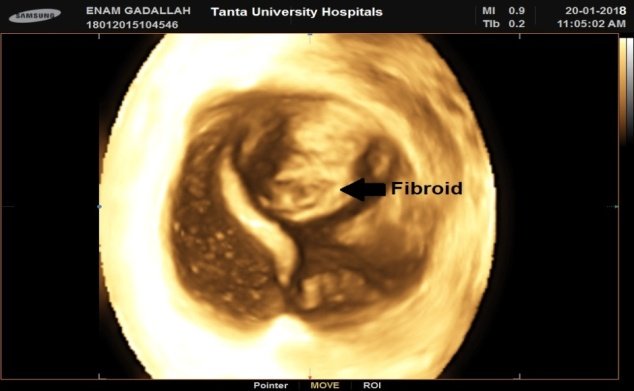 SAMSUNG
ENAM GADALLAH
18012015104546
Tanta University Hospitals
MI 0.9
TIb 0.2
20-01-2018
11:05:02 AM
Fibroid
Pointer MOVE ROI